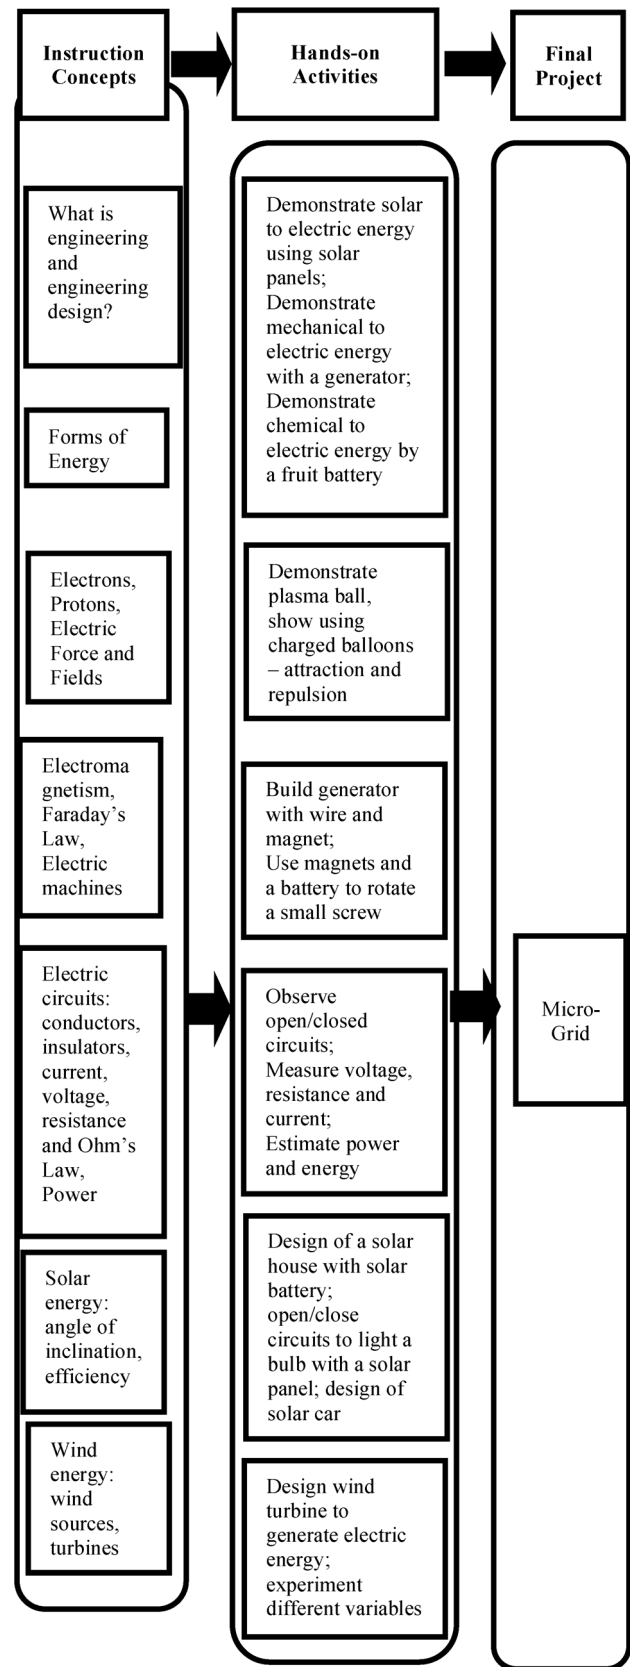 Instruction
Concepts
Hands-on
Activities
Final
Project
What is
engineering
and
engineering
design?
Forms of
Energy
Electrons,
Protons,
Electric
Force and
Fields
Electroma
gnetism,
Faraday's
Law,
Electric
machines
Electric
circuits:
conductors,
insulators,
current,
voltage,
resistance
and Ohm's
Law,
Power
Solar
energy:
angle of
inclination,
efficiency
Wind
energy:
wind
sources,
turbines
Demonstrate solar
to electric energy
using solar
panels;
Demonstrate
mechanical to
electric energy
with a generator;
Demonstrate
chemical to
electric energy by
a fruit battery
Demonstrate
plasma ball,
show using
charged balloons
– attraction and
repulsion
Build generator
with wire and
magnet;
Use magnets and
a battery to rotate
a small screw
Observe
open/closed
circuits;
Measure voltage,
resistance and
current;
Estimate power
and energy
Design of a solar
house with solar
battery;
open/close
circuits to light a
bulb with a solar
panel; design of
solar car
Design wind
turbine to
generate electric
energy;
experiment
different variables
Micro-
Grid